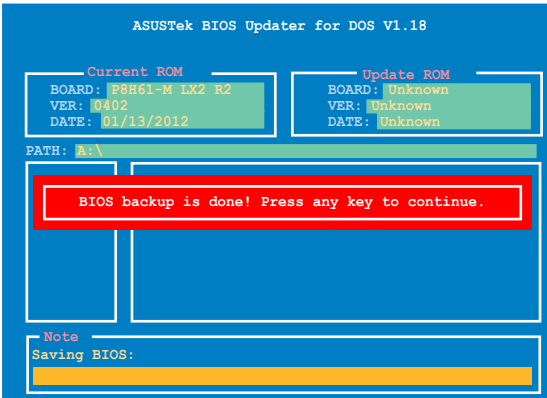 ASUSTek BIOS Updater for DOS V1.18
Current ROM
BOARD: P8H61-M LX2 R2
VER: 0402
DATE: 01/13/2012
Update ROM
BOARD: Unknown
VER: Unknown
DATE: Unknown
PATH: A:\
BIOS backup is done! Press any key to continue.
Note
Saving BIOS: